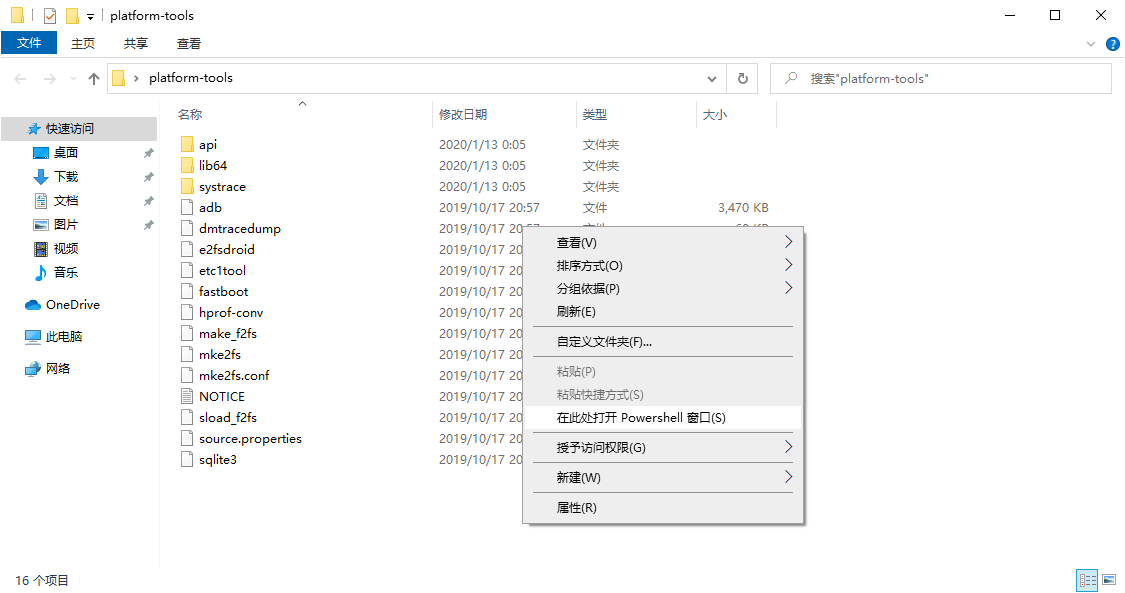 platform-tools
文件 主页 共享 查看
platform-tools 搜索"platform-tools"
快速访问
桌面
下载
文档
图片
视频
音乐
OneDrive
此电脑
网络
名称 修改日期 类型 大小
api 2020/1/13 0:05 文件夹
lib64 2020/1/13 0:05 文件夹
systrace 2020/1/13 0:05 文件夹
adb 2019/10/17 20:57 文件 3,470 KB
dmtracedump 2019/10/17
e2fsdroid 2019/10/17 20
etc1tool 2019/10/17 20
fastboot 2019/10/17 20
hprof-conv 2019/10/17 20
make_f2fs 2019/10/17 20
mke2fs 2019/10/17 20
mke2fs.conf 2019/10/17 20
NOTICE 2019/10/17 20
sload_f2fs 2019/10/17 20
source.properties 2019/10/17 20
sqlite3 2019/10/17 20
查看(V)
排序方式(O)
分组依据(P)
刷新(E)
自定义文件夹(F)...
粘贴(P)
粘贴快捷方式(S)
在此处打开 Powershell 窗口(S)
授予访问权限(G)
新建(W)
属性(R)
16 个项目